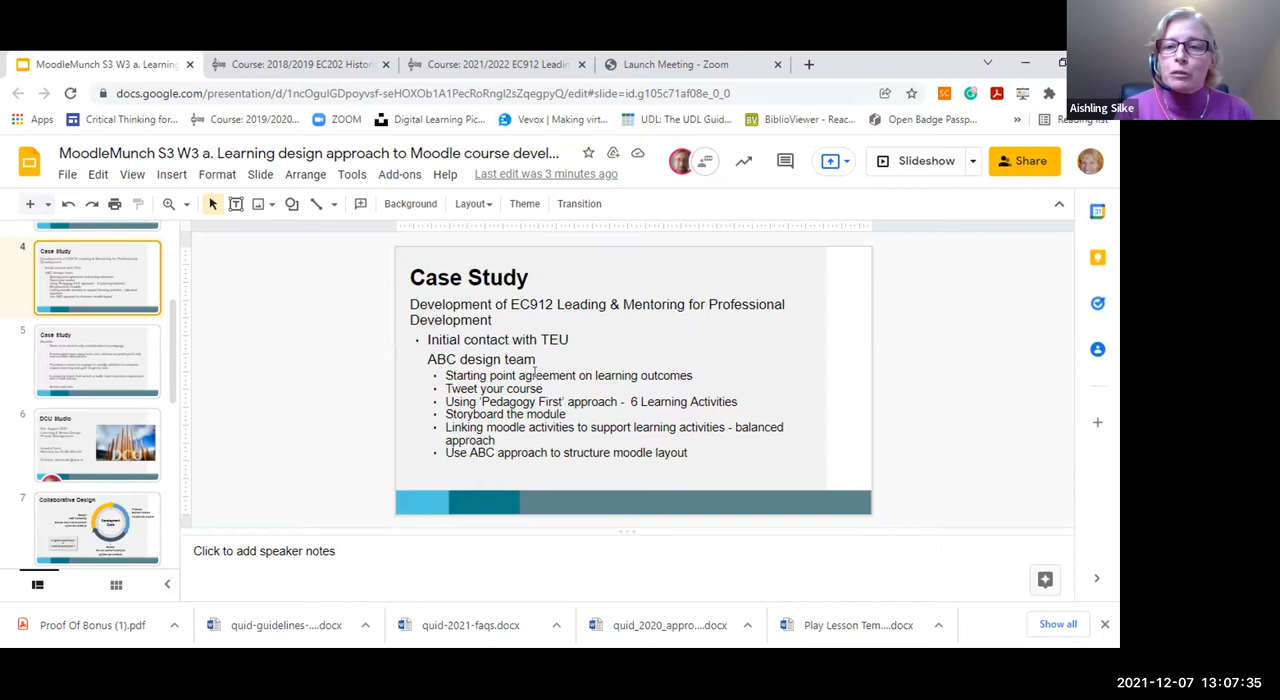 MoodleMunch S3 W3 a. Learning
Course: 2018/2019 EC202 Histori
Course: 2021/2022 EC912 Leadin
Launch Meeting - Zoom
docs.google.com/presentation/d/1ncOgulGDpoyvsf-seHOXOb1A1PecRoRngl2sZqegpyQ/edit#slide=id.g105c71af08e_0_0
Apps
Critical Thinking for...
Course: 2019/2020...
ZOOM
Digital Learning Pic...
Vevox | Making virt...
UDL: The UDL Guid...
BiblioViewer - Reac...
Open Badge Passp...
»
Reading list
Aishling Silke
MoodleMunch S3 W3 a. Learning design approach to Moodle course devel...
File Edit View Insert Format Slide Arrange Tools Add-ons Help Last edit was 3 minutes ago
Slideshow
Share
Background Layout Theme Transition
4
Case Study
5
Case Study
6
DCU Studio
7
Collaborative Design
Case Study
Development of EC912 Leading & Mentoring for Professional
Development
• Initial contact with TEU
ABC design team
• Starting point agreement on learning outcomes
• Tweet your course
• Using 'Pedagogy First' approach - 6 Learning Activities
• Storyboard the module
• Linking moodle activities to support learning activities - balanced
approach
• Use ABC approach to structure moodle layout
Click to add speaker notes
Proof Of Bonus (1).pdf
quid-guidelines-....docx
quid-2021-faqs.docx
quid_2020_appro....docx
Play Lesson Tem....docx
Show all
2021-12-07 13:07:35